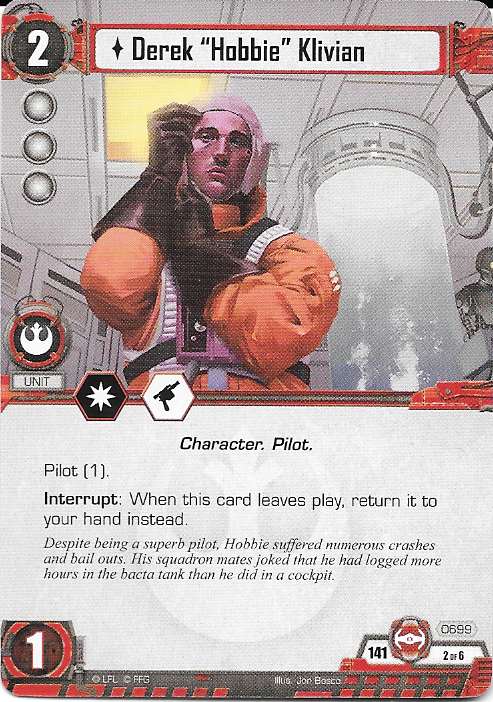 2
Derek “Hobbie” Klivian
UNIT
Character. Pilot.
Pilot (1).
Interrupt: When this card leaves play, return it to
your hand instead.
Despite being a superb pilot, Hobbie suffered numerous crashes
and bail outs. His squadron mates joked that he had logged more
hours in the bacta tank than he did in a cockpit.
1
0699
141
2 OF 6
© LFL © FFG
Illus. Jon Bosco